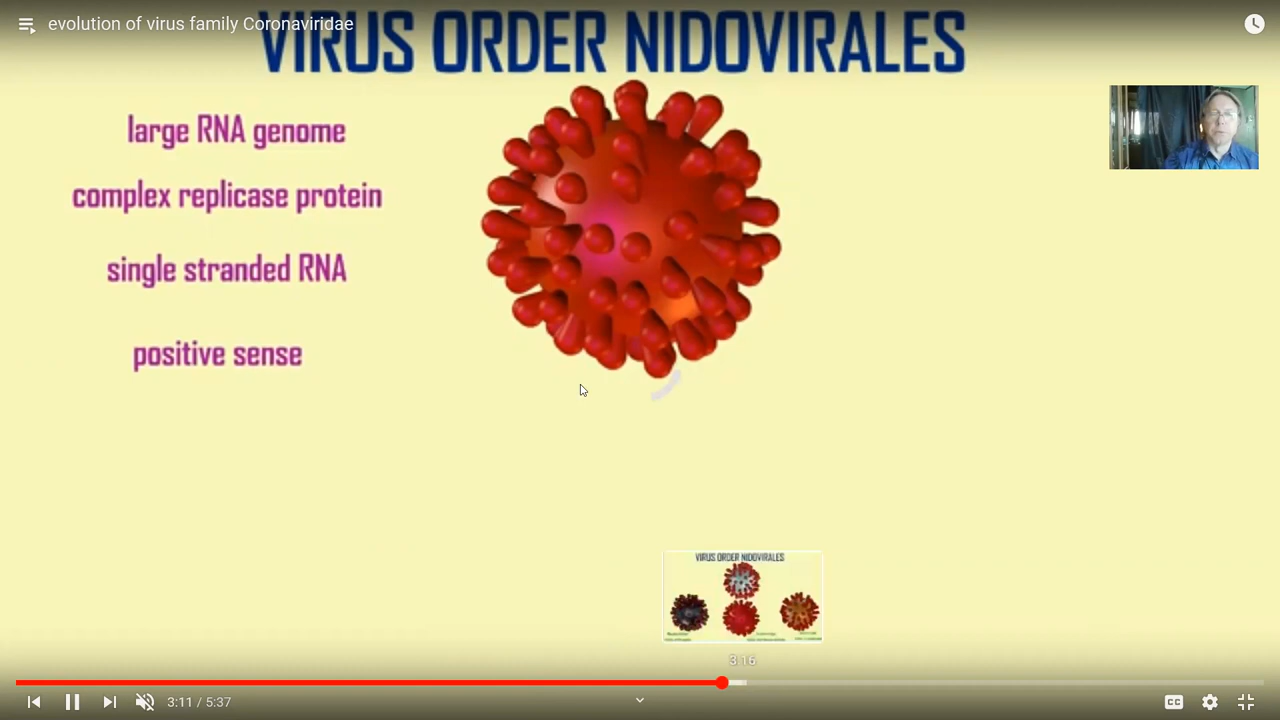 evolution of virus family Coronaviridae
VIRUS ORDER NIDOVIRALES
large RNA genome
complex replicase protein
single stranded RNA
positive sense
VIRUS ORDER NIDOVIRALES
3:16
3:11 / 5:37
CC